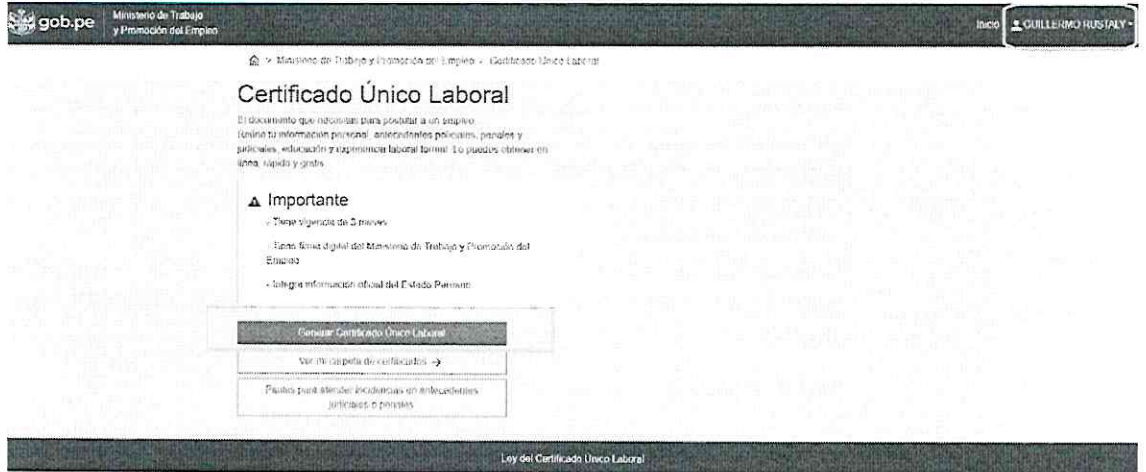 gob.pe
Ministerio de Trabajo
y Promoción del Empleo
Inicio
GUILLERMO RUSTALY
> Ministerio de Trabajo y Promoción del Empleo > Certificado Único Laboral
Certificado Único Laboral
El documento que necesitas para postular a un empleo.
Reúne tu información personal, antecedentes policiales, penales y
judiciales, educación y experiencia laboral formal. Lo puedes obtener en
línea, rápido y gratis.
Importante
- Tiene vigencia de 3 meses
- Tiene firma digital del Ministerio de Trabajo y Promoción del
Empleo
- Integra información oficial del Estado Peruano.
Generar Certificado Único Laboral
Ver mi carpeta de certificados →
Pautas para atender incidencias en antecedentes
judiciales o penales
Ley del Certificado Único Laboral